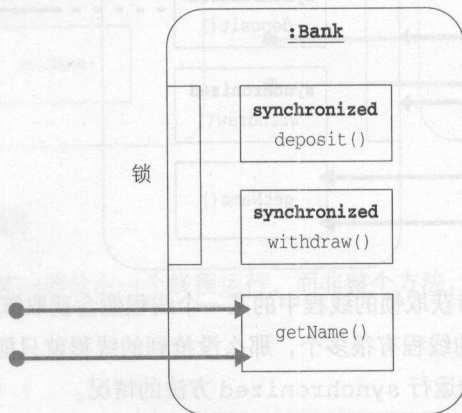 :Bank
synchronized
deposit()
锁
synchronized
withdraw()
getName()